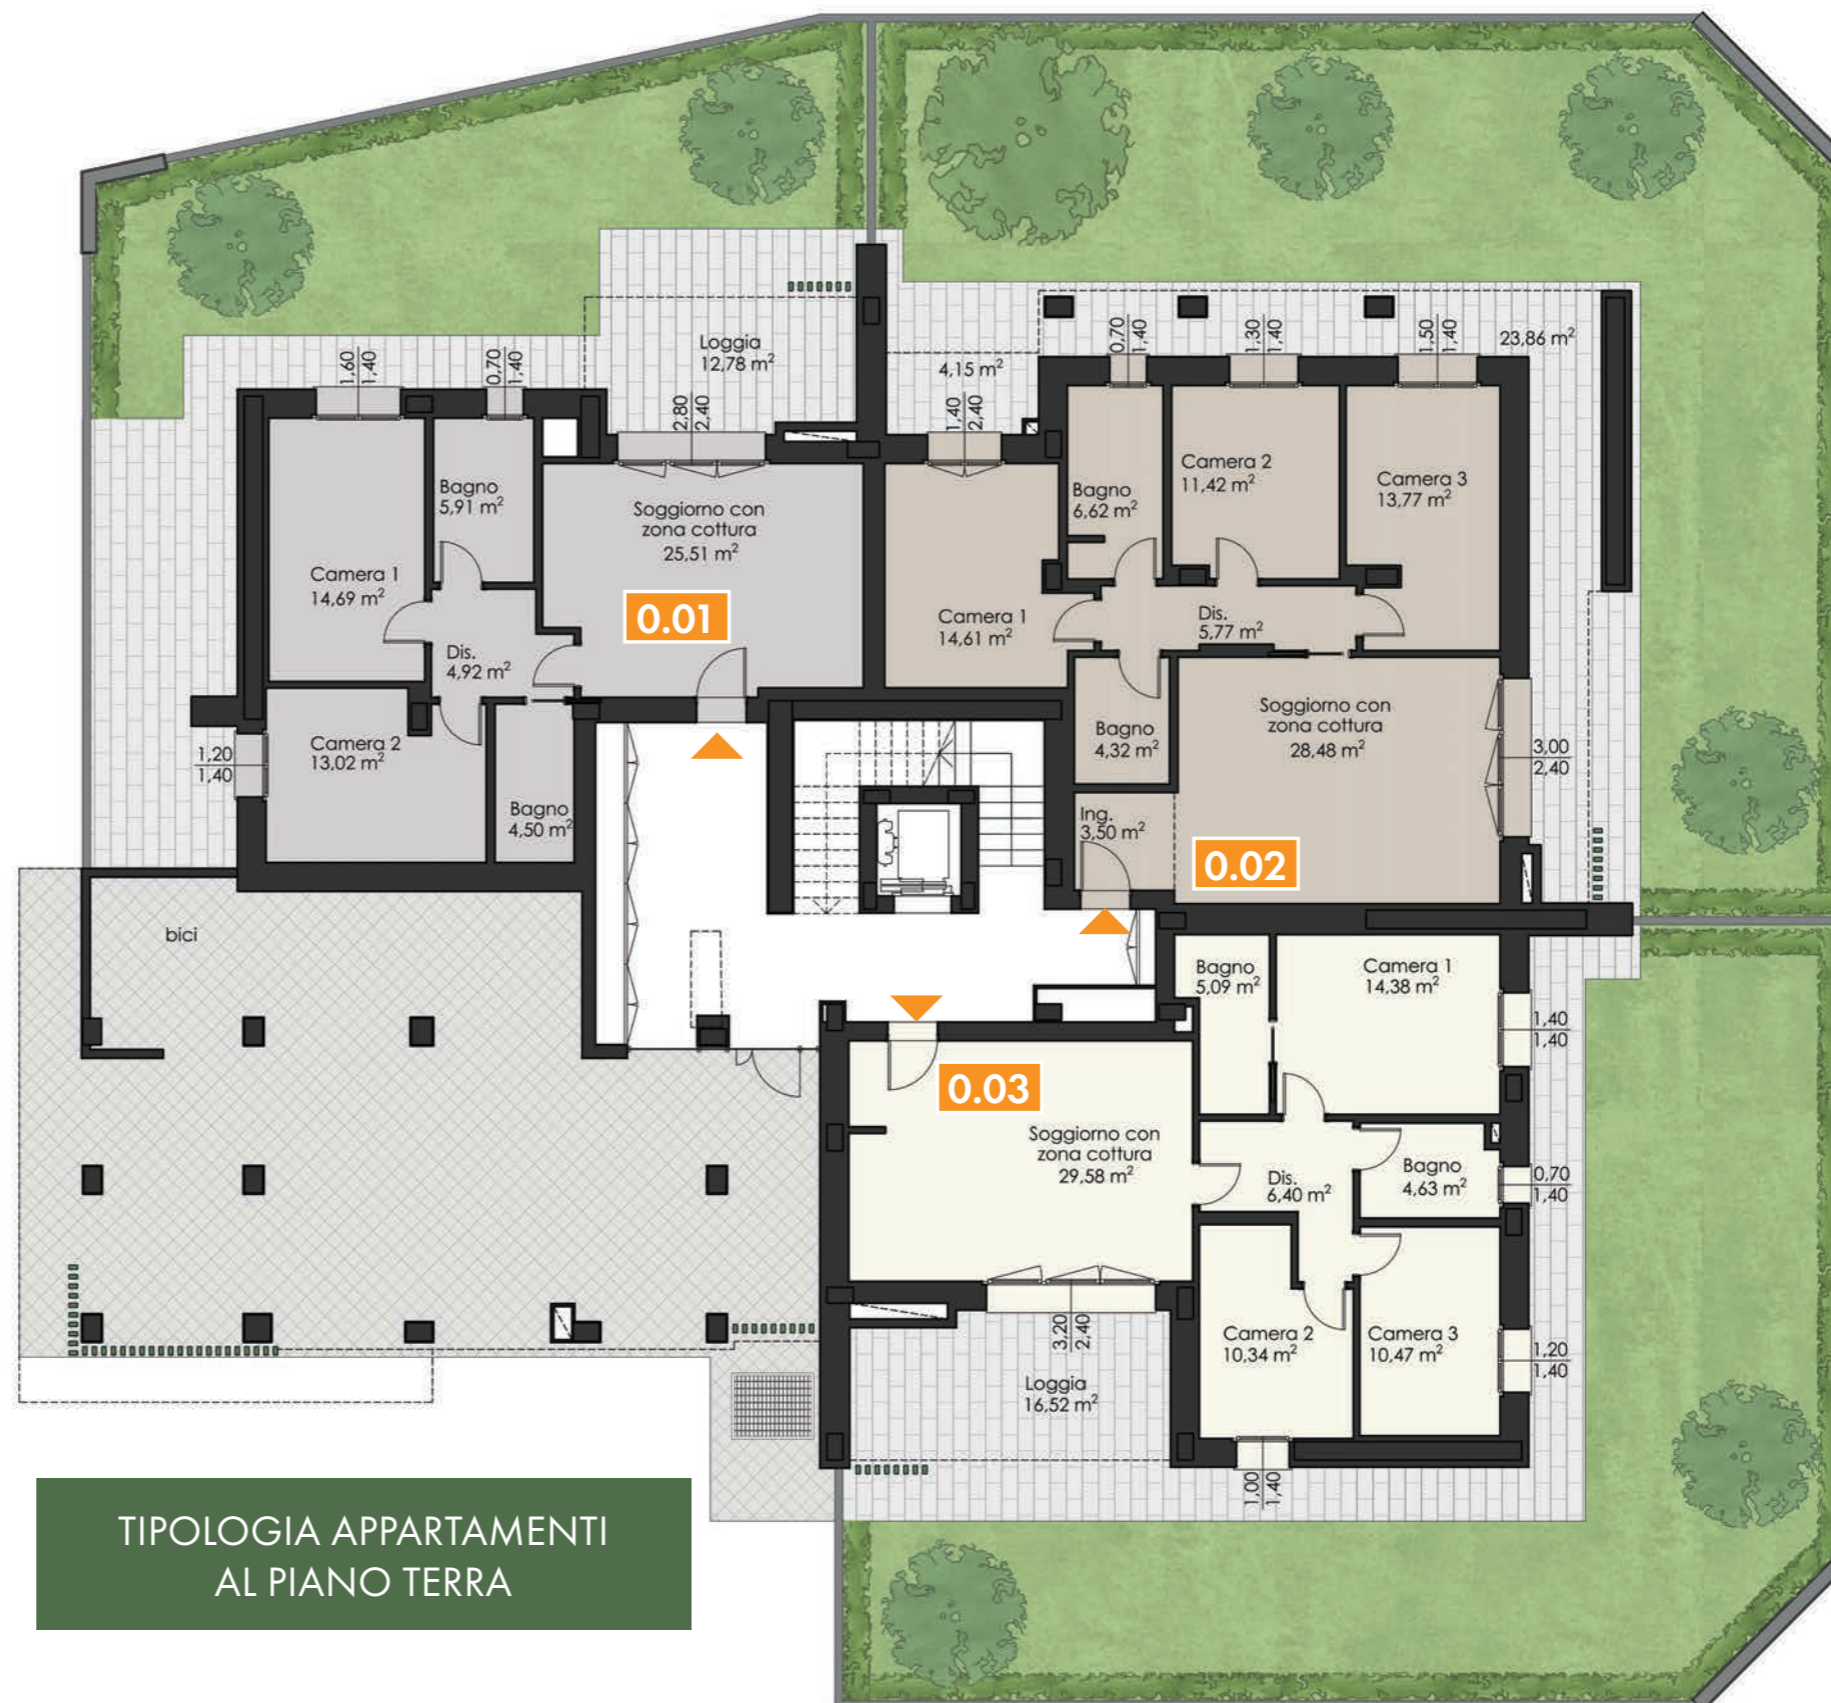 Loggia
12,78 m²
1,60
1,40
0,70
1,40
2,80
2,40
Bagno
5,91 m²
Soggiorno con
zona cottura
25,51 m²
Camera 1
14,69 m²
0.01
Dis.
4,92 m²
Camera 2
13,02 m²
1,20
1,40
Bagno
4,50 m²
4,15 m²
23,86 m²
1,40
2,40
0,70
1,40
1,30
1,40
1,50
1,40
Bagno
6,62 m²
Camera 2
11,42 m²
Camera 3
13,77 m²
Camera 1
14,61 m²
Dis.
5,77 m²
Bagno
4,32 m²
Soggiorno con
zona cottura
28,48 m²
3,00
2,40
Ing.
3,50 m²
0.02
bici
Bagno
5,09 m²
Camera 1
14,38 m²
1,40
1,40
0.03
Soggiorno con
zona cottura
29,58 m²
Dis.
6,40 m²
Bagno
4,63 m²
0,70
1,40
3,20
2,40
Loggia
16,52 m²
Camera 2
10,34 m²
Camera 3
10,47 m²
1,20
1,40
1,00
1,40
TIPOLOGIA APPARTAMENTI
AL PIANO TERRA